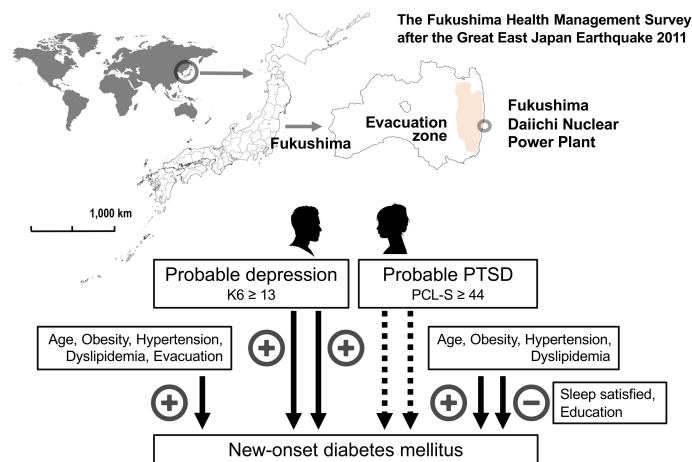 The Fukushima Health Management Survey
after the Great East Japan Earthquake 2011
Evacuation
zone
Fukushima
Daiichi Nuclear
Power Plant
Fukushima
1,000 km
Probable depression
K6 ≥ 13
Probable PTSD
PCL-S ≥ 44
Age, Obesity, Hypertension,
Dyslipidemia, Evacuation
Age, Obesity, Hypertension,
Dyslipidemia
Sleep satisfied,
Education
New-onset diabetes mellitus